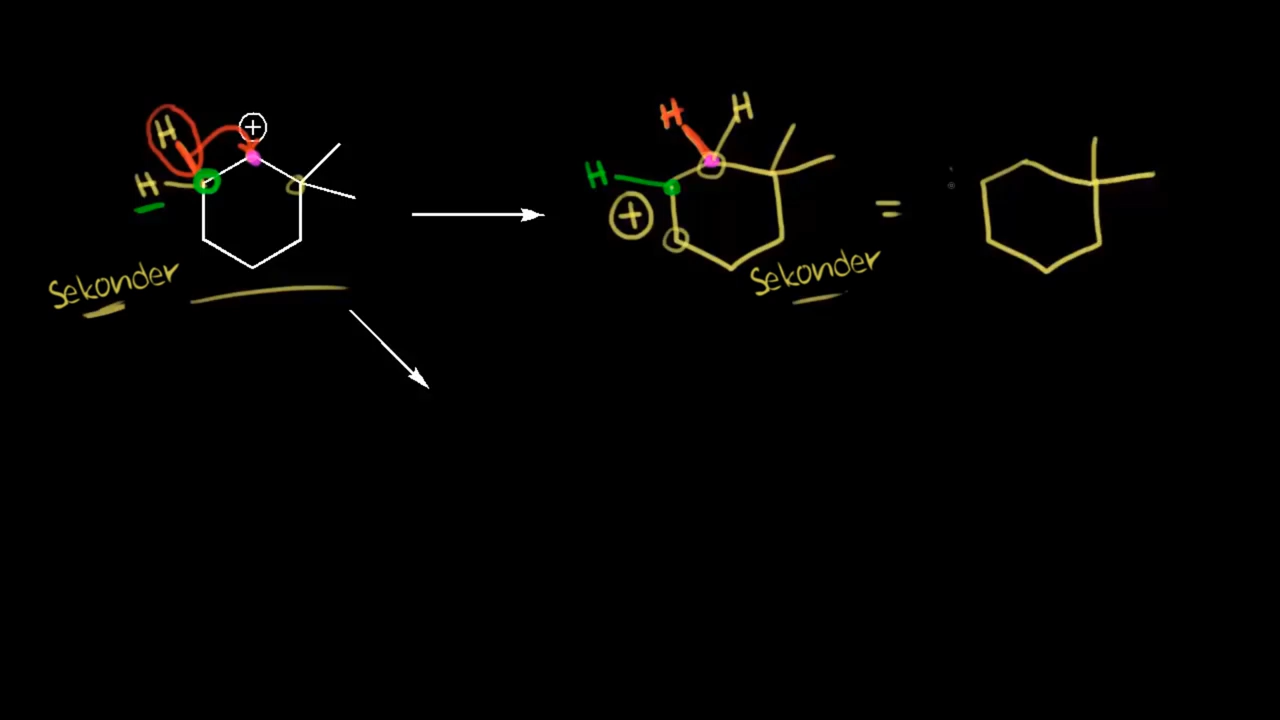 H H H
H +
H
+ =
Sekonder Sekonder